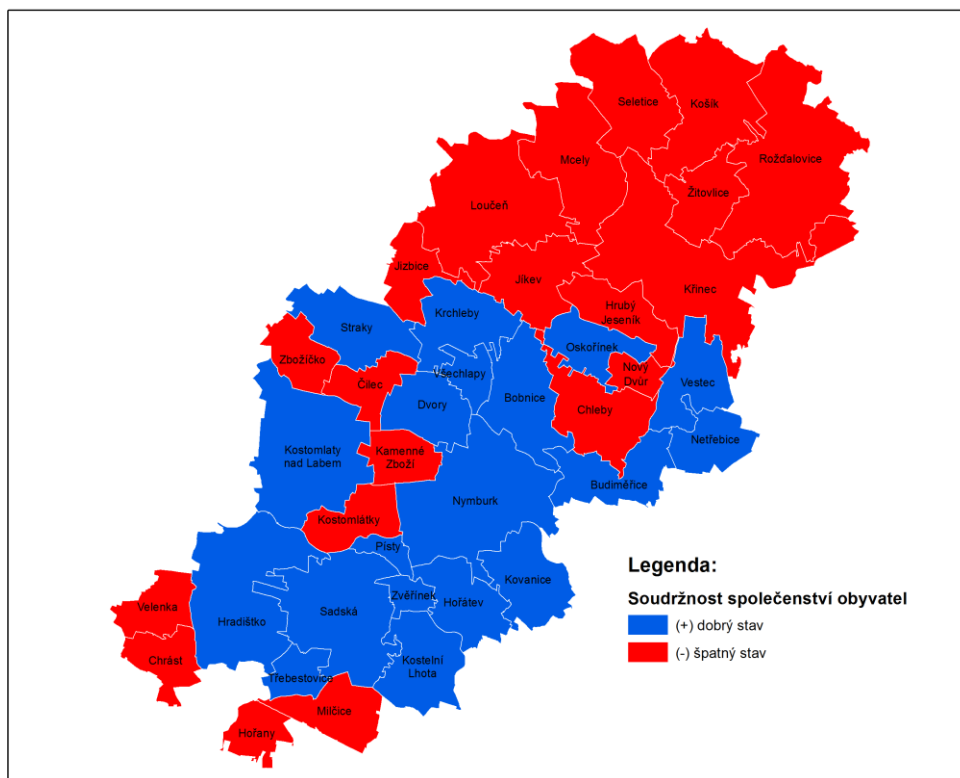 Seletice
Košík
Mcely
Rožďalovice
Žitovlice
Loučeň
Jizbice
Jíkev
Křinec
Hrubý
Jeseník
Krchleby
Straky
Oskořínek
Zbožíčko
Nový
Dvůr
Všechlapy
Čilec
Vestec
Bobnice
Dvory
Chleby
Netřebice
Kostomlaty
nad Labem
Kamenné
Zboží
Budiměřice
Nymburk
Kostomlátky
Písty
Legenda:
Kovanice
Soudržnost společenství obyvatel
Zvěřínek
Hořátev
Velenka
Sadská
Hradištko
(+) dobrý stav
(-) špatný stav
Chrást
Kostelní
Lhota
Třebestovice
Milčice
Hořany